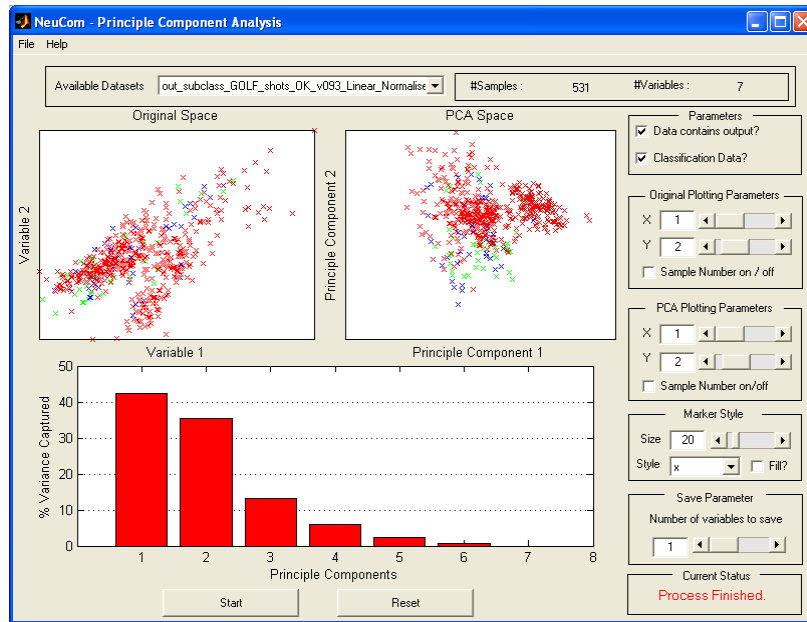 NeuCom - Principle Component Analysis
File Help
Available Datasets out_subclass_GOLF_shots_OK_v093_Linear_Normalise #Samples : 531 #Variables : 7
Original Space
PCA Space
Variable 2
Variable 1
Principle Component 2
Principle Component 1
Parameters
Data contains output?
Classification Data?
Original Plotting Parameters
X 1
Y 2
Sample Number on / off
PCA Plotting Parameters
X 1
Y 2
Sample Number on/off
Marker Style
Size 20
Style x Fill?
Save Parameter
Number of variables to save
1
Current Status
Process Finished.
% Variance Captured
50
40
30
20
10
0
1 2 3 4 5 6 7 8
Principle Components
Start Reset